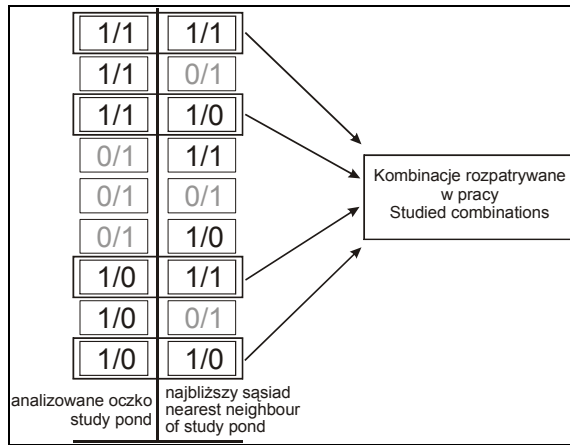 1/1 1/1
1/1 0/1
1/1 1/0
0/1 1/1
0/1 0/1
0/1 1/0
1/0 1/1
1/0 0/1
1/0 1/0
analizowane oczko
study pond
najbliższy sąsiad
nearest neighbour
of study pond
Kombinacje rozpatrywane
w pracy
Studied combinations